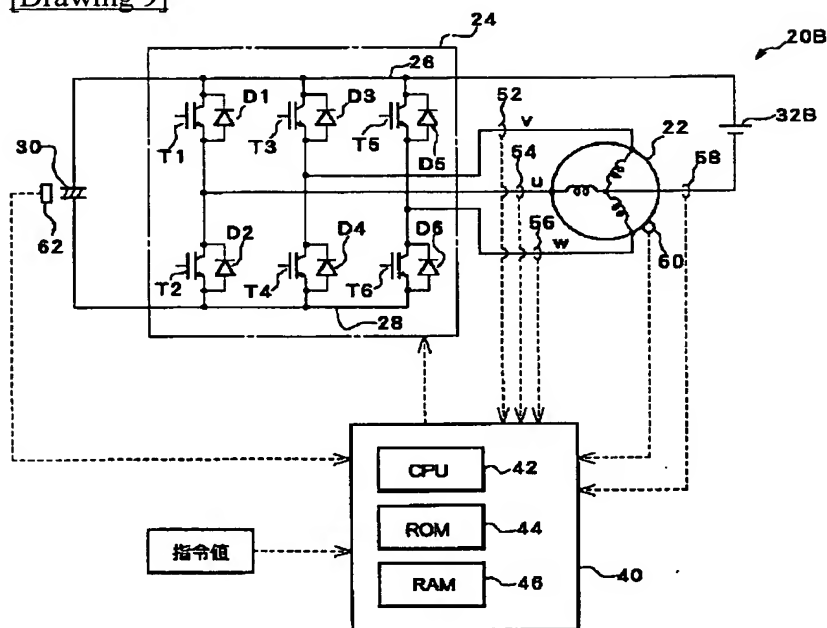 [Drawing 9]
24
20B
26
52
v
32B
D1
D3
D5
T1
T3
T5
22
58
54
u
30
56
w
62
60
D2
D4
D6
T2
T4
T6
28
CPU
42
ROM
44
指令値
RAM
46
40